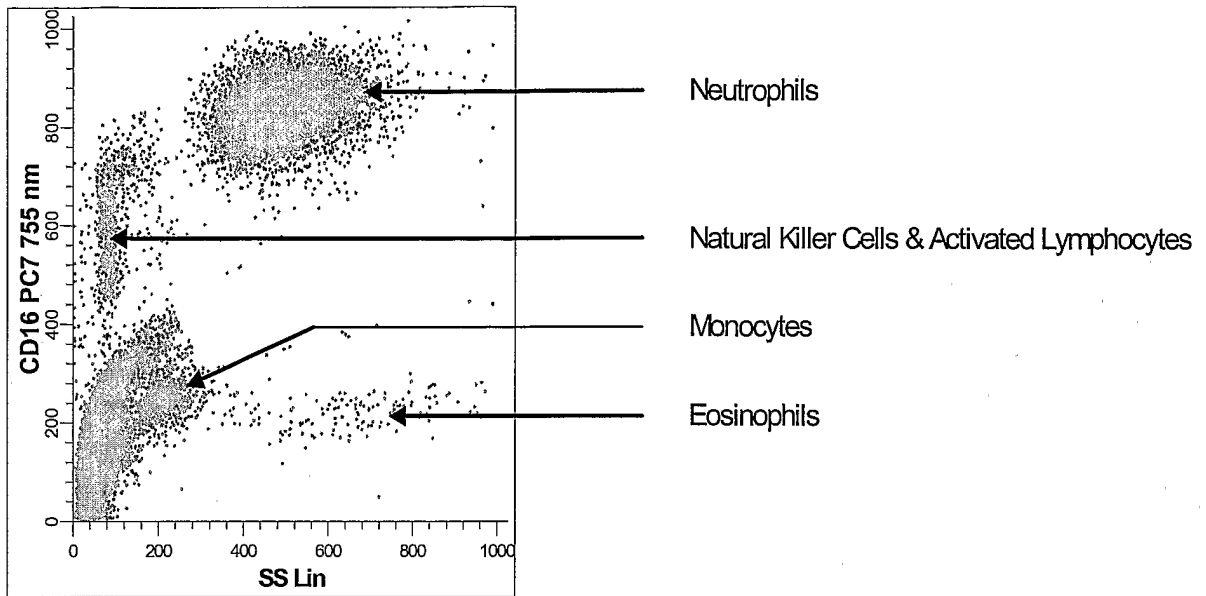 1000
800
600
400
200
0
CD16 PC7 755 nm
0 200 400 600 800 1000
SS Lin
Neutrophils
Natural Killer Cells & Activated Lymphocytes
Monocytes
Eosinophils